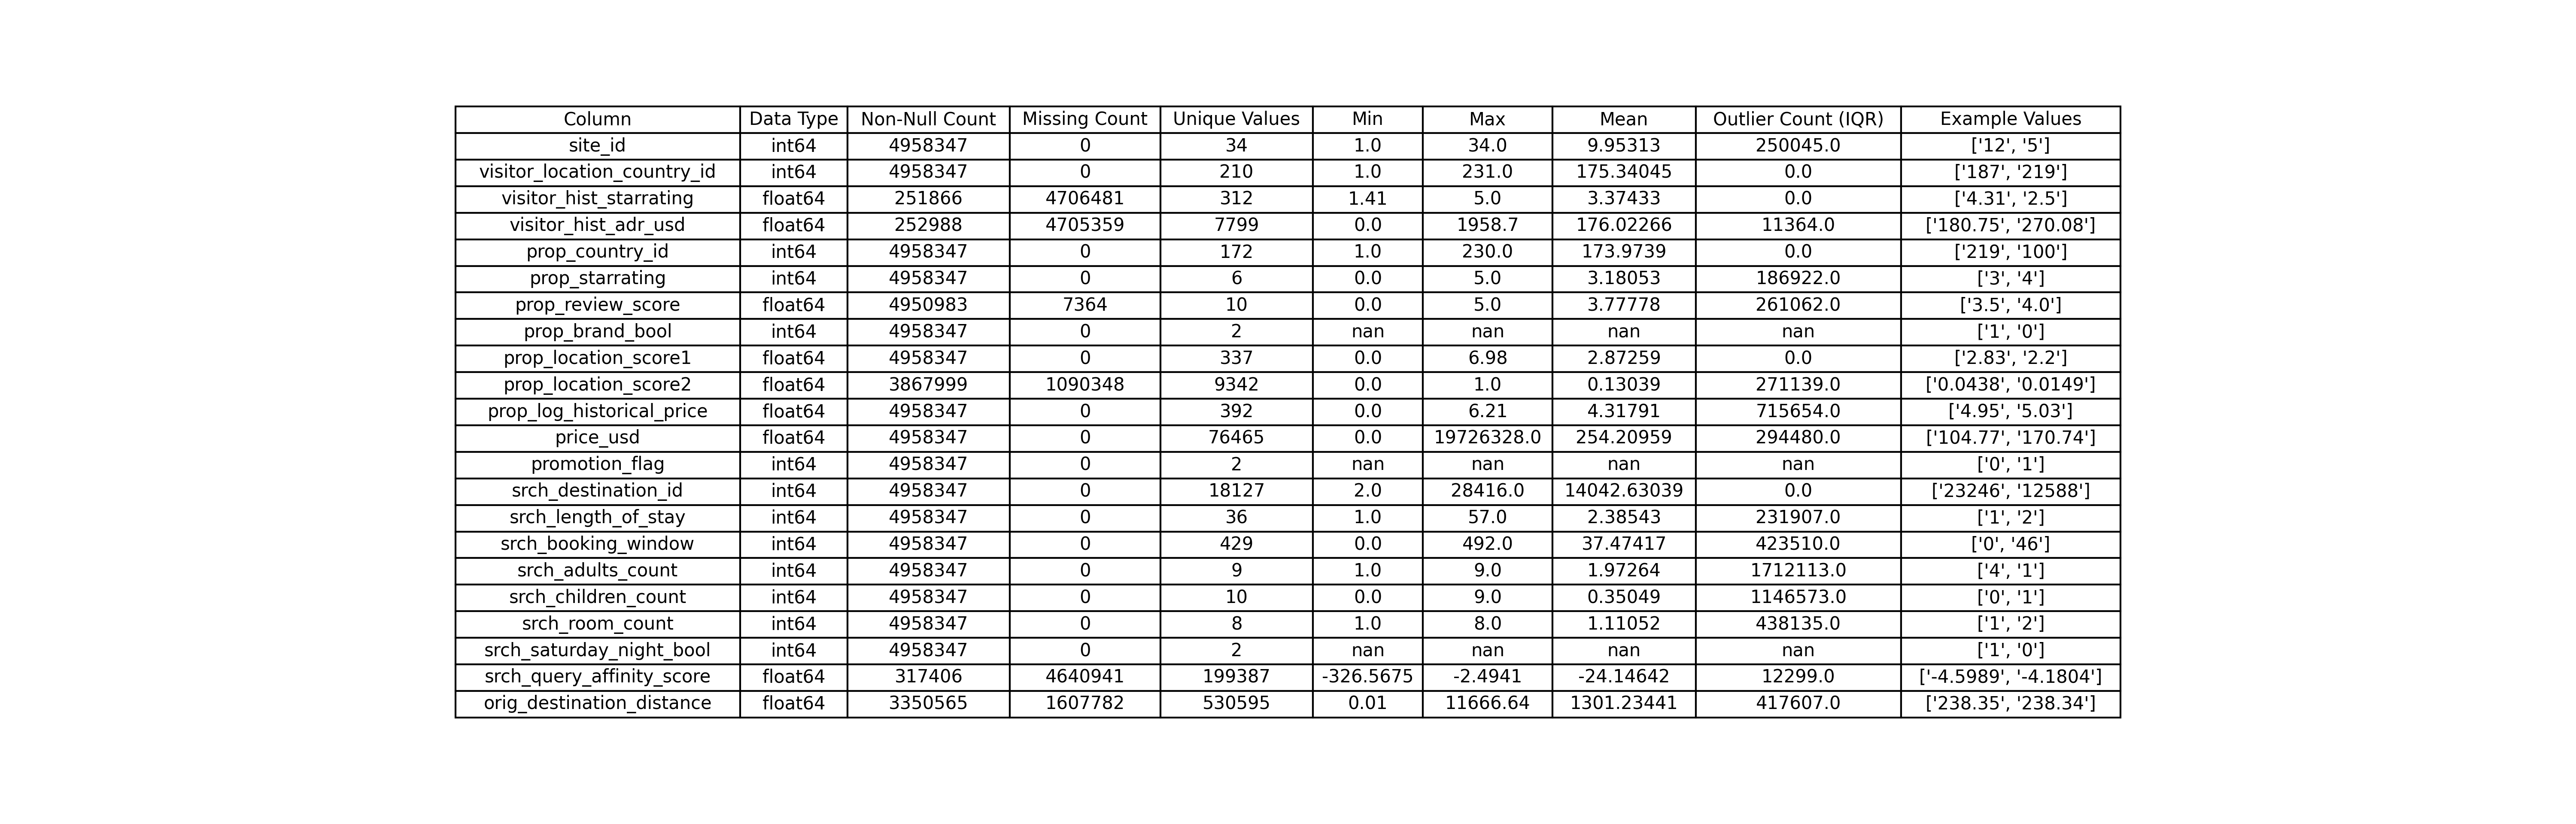 Column Data Type Non-Null Count Missing Count Unique Values Min Max Mean Outlier Count (IQR) Example Values
site_id int64 4958347 0 34 1.0 34.0 9.95313 250045.0 ['12', '5']
visitor_location_country_id int64 4958347 0 210 1.0 231.0 175.34045 0.0 ['187', '219']
visitor_hist_starrating float64 251866 4706481 312 1.41 5.0 3.37433 0.0 ['4.31', '2.5']
visitor_hist_adr_usd float64 252988 4705359 7799 0.0 1958.7 176.02266 11364.0 ['180.75', '270.08']
prop_country_id int64 4958347 0 172 1.0 230.0 173.9739 0.0 ['219', '100']
prop_starrating int64 4958347 0 6 0.0 5.0 3.18053 186922.0 ['3', '4']
prop_review_score float64 4950983 7364 10 0.0 5.0 3.77778 261062.0 ['3.5', '4.0']
prop_brand_bool int64 4958347 0 2 nan nan nan nan ['1', '0']
prop_location_score1 float64 4958347 0 337 0.0 6.98 2.87259 0.0 ['2.83', '2.2']
prop_location_score2 float64 3867999 1090348 9342 0.0 1.0 0.13039 271139.0 ['0.0438', '0.0149']
prop_log_historical_price float64 4958347 0 392 0.0 6.21 4.31791 715654.0 ['4.95', '5.03']
price_usd float64 4958347 0 76465 0.0 19726328.0 254.20959 294480.0 ['104.77', '170.74']
promotion_flag int64 4958347 0 2 nan nan nan nan ['0', '1']
srch_destination_id int64 4958347 0 18127 2.0 28416.0 14042.63039 0.0 ['23246', '12588']
srch_length_of_stay int64 4958347 0 36 1.0 57.0 2.38543 231907.0 ['1', '2']
srch_booking_window int64 4958347 0 429 0.0 492.0 37.47417 423510.0 ['0', '46']
srch_adults_count int64 4958347 0 9 1.0 9.0 1.97264 1712113.0 ['4', '1']
srch_children_count int64 4958347 0 10 0.0 9.0 0.35049 1146573.0 ['0', '1']
srch_room_count int64 4958347 0 8 1.0 8.0 1.11052 438135.0 ['1', '2']
srch_saturday_night_bool int64 4958347 0 2 nan nan nan nan ['1', '0']
srch_query_affinity_score float64 317406 4640941 199387 -326.5675 -2.4941 -24.14642 12299.0 ['-4.5989', '-4.1804']
orig_destination_distance float64 3350565 1607782 530595 0.01 11666.64 1301.23441 417607.0 ['238.35', '238.34']